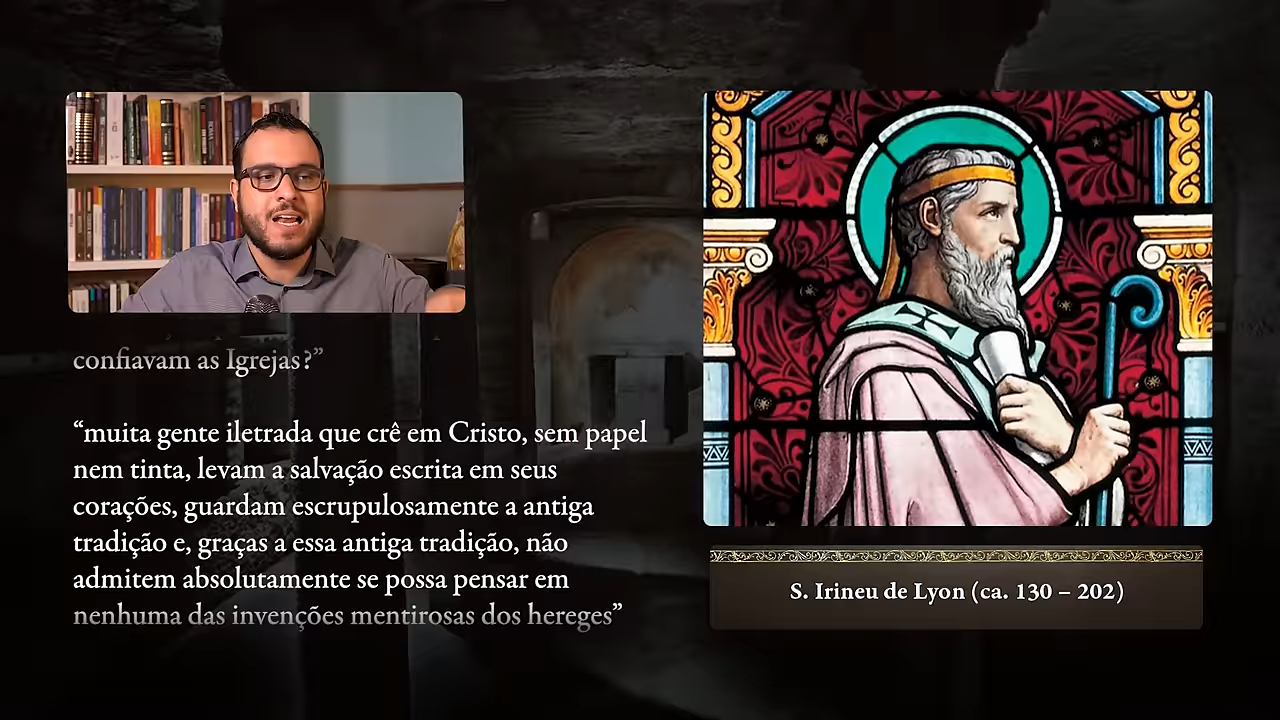 confiavam as Igrejas?”
“muita gente iletrada que crê em Cristo, sem papel
nem tinta, levam a salvação escrita em seus
corações, guardam escrupulosamente a antiga
tradição e, graças a essa antiga tradição, não
admitem absolutamente se possa pensar em
nenhuma das invenções mentirosas dos hereges”
S. Irineu de Lyon (ca. 130 – 202)